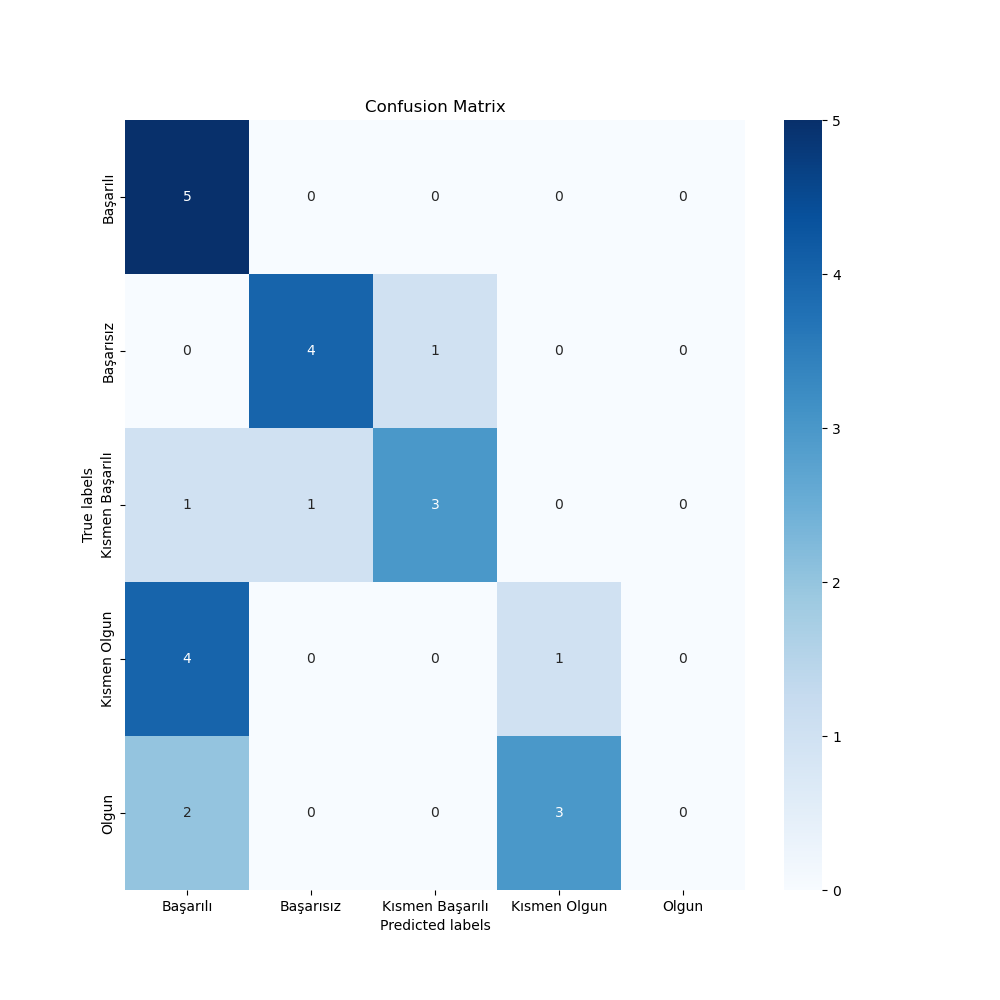 Confusion Matrix
True labels
Başarılı
5 0 0 0 0
Başarısız
0 4 1 0 0
Kısmen Başarılı
1 1 3 0 0
Kısmen Olgun
4 0 0 1 0
Olgun
2 0 0 3 0
Başarılı Başarısız Kısmen Başarılı Kısmen Olgun Olgun
Predicted labels
5
4
3
2
1
0